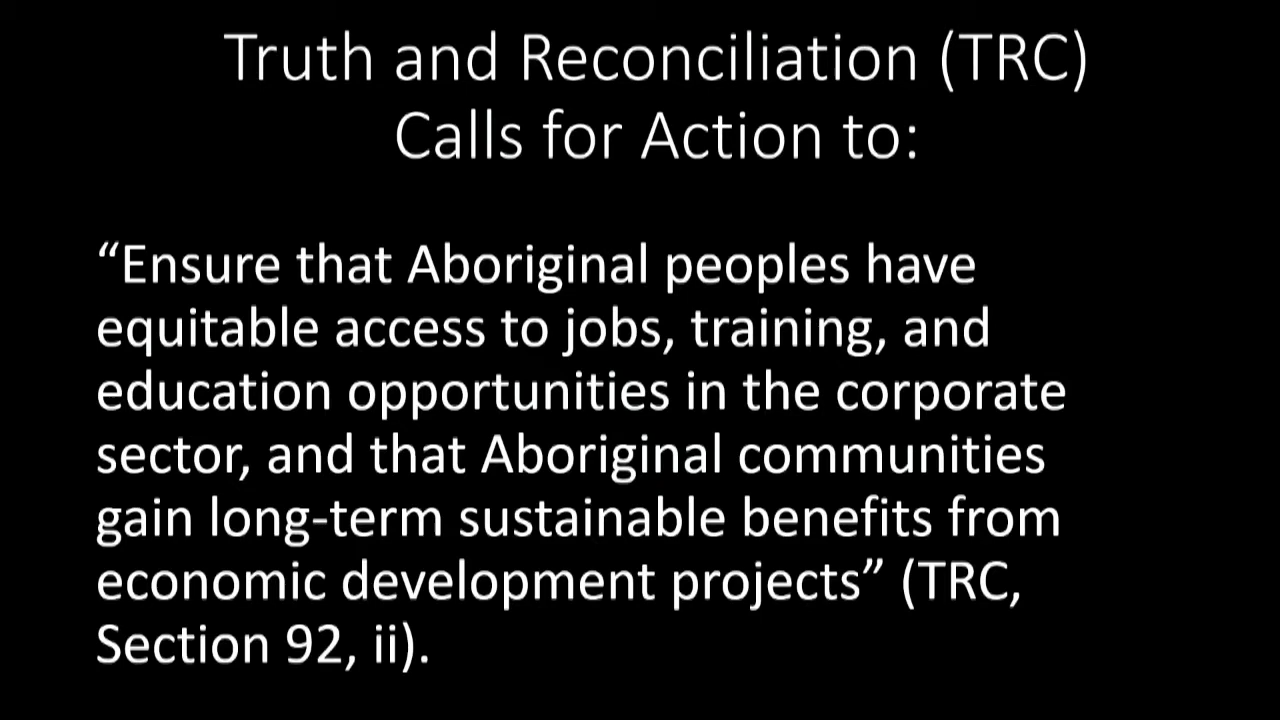 Truth and Reconciliation (TRC)
Calls for Action to:
“Ensure that Aboriginal peoples have
equitable access to jobs, training, and
education opportunities in the corporate
sector, and that Aboriginal communities
gain long-term sustainable benefits from
economic development projects” (TRC,
Section 92, ii).